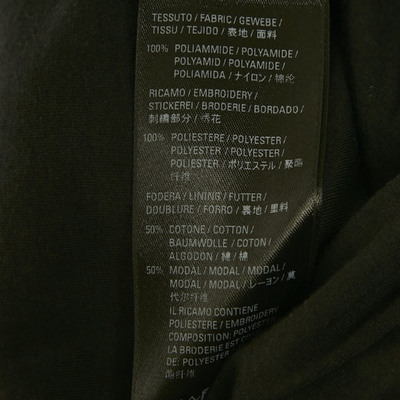 TESSUTO / FABRIC / GEWEBE /
TISSU / TEJIDO / 表地 / 面料
100% POLIAMMIDE / POLYAMIDE /
POLYAMID / POLYAMIDE /
POLIAMIDA / ナイロン / 锦纶
RICAMO / EMBROIDERY /
STICKEREI / BRODERIE / BORDADO /
刺繍部分 / 绣花
100% POLIESTERE / POLYESTER /
POLYESTER / POLYESTER /
POLIESTER / ポリエステル / 聚酯
纤维
FODERA / LINING / FUTTER /
DOUBLURE / FORRO / 裏地 / 里料
50% COTONE / COTTON /
BAUMWOLLE / COTON /
ALGODON / 綿 / 棉
50% MODAL / MODAL / MODAL /
MODAL / MODAL / レーヨン / 莫
代尔纤维
IL RICAMO CONTIENE
POLIESTERE / EMBROIDERY
COMPOSITION: POLYESTER
LA BRODERIE EST
DE: POLYESTER